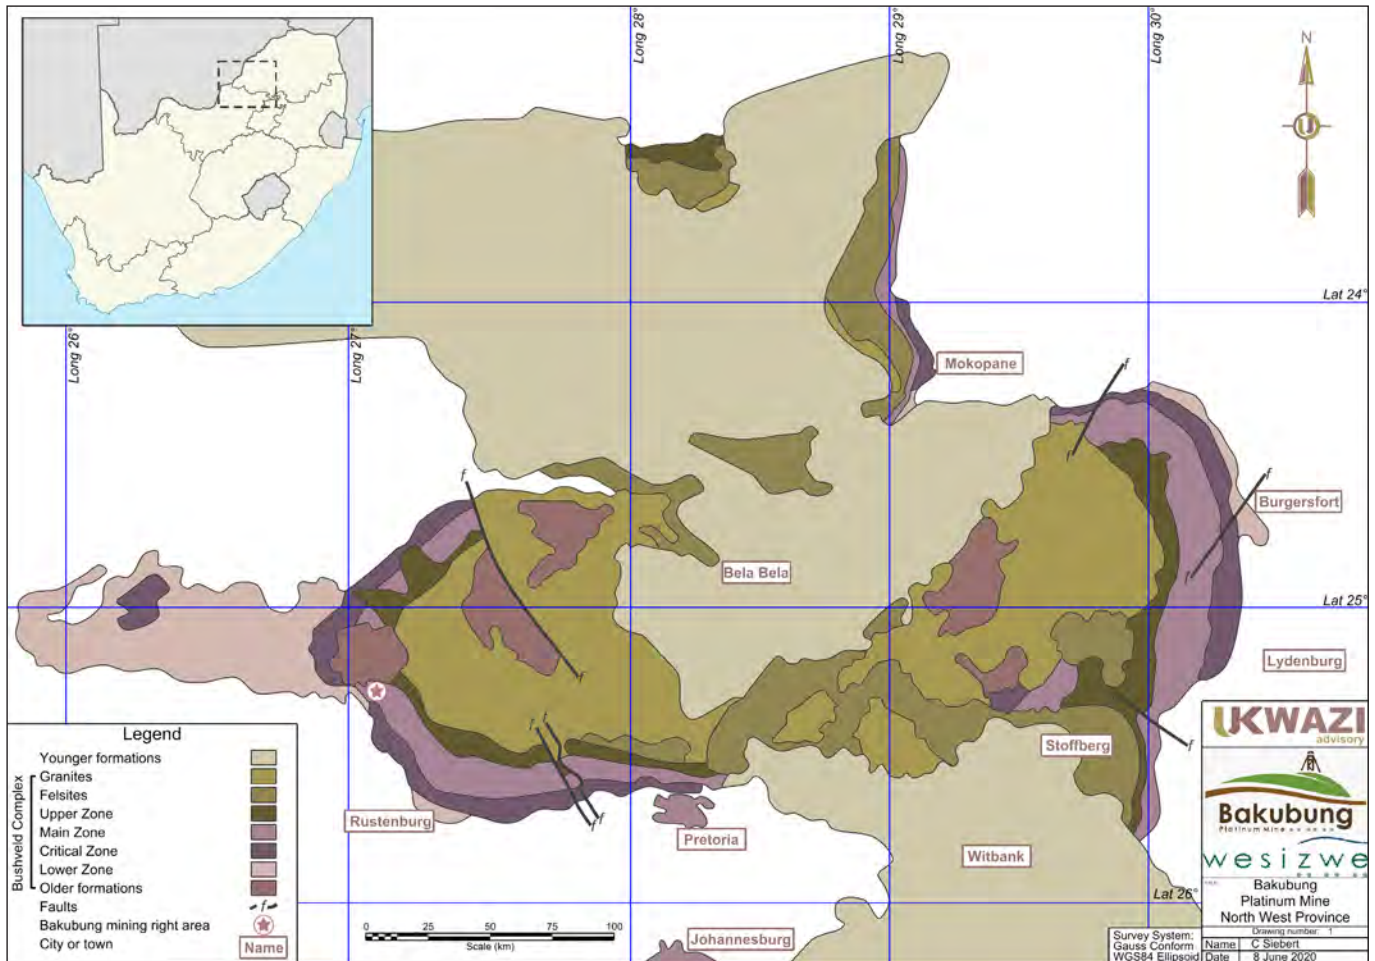 Long 28°
Long 29°
Long 30°
N
U
Lat 24°
Long 26°
Long 27°
Mokopane
f
f
f
f
Burgersfort
Bela Bela
f
Lat 25°
Lydenburg
f
f
f
f
f
f
Stoffberg
Rustenburg
Pretoria
Witbank
Lat 26°
Johannesburg
Legend
Younger formations
Bushveld Complex
Granites
Felsites
Upper Zone
Main Zone
Critical Zone
Lower Zone
Older formations
Faults
f
Bakubung mining right area
City or town
Name
0 25 50 75 100
Scale (km)
UKWAZI
advisory
Bakubung
Platinum Mine
wesizwe
Bakubung
Platinum Mine
North West Province
Drawing number: 1
Survey System:
Gauss Conform
WGS84 Ellipsoid
Name C Siebert
Date 8 June 2020